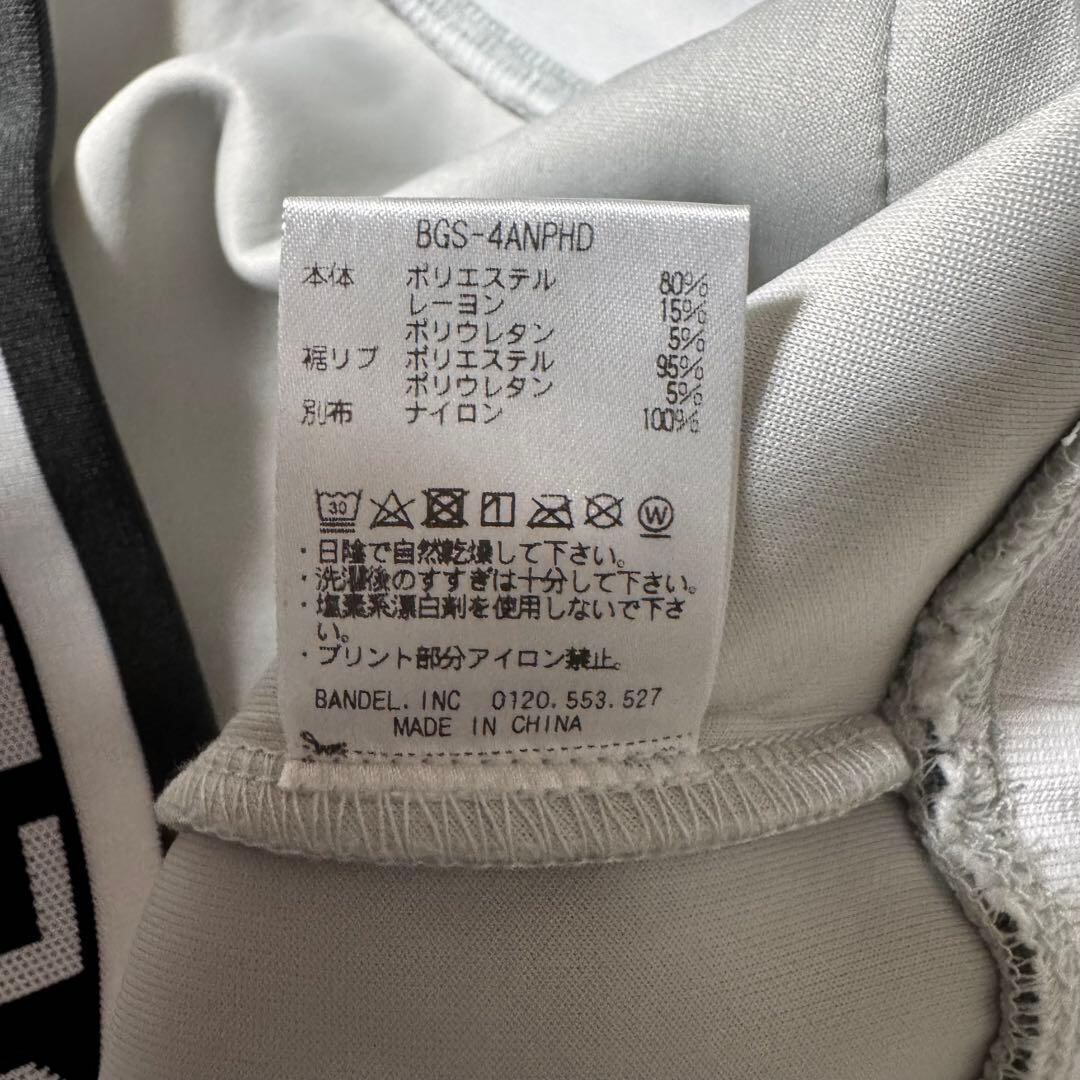 BGS-4ANPHD
本体 ポリエステル 80%
レーヨン 15%
ポリウレタン 5%
裾リブ ポリエステル 95%
ポリウレタン 5%
別布 ナイロン 100%
30 W
・日陰で自然乾燥して下さい。
・洗濯後のすすぎは十分して下さい。
・塩素系漂白剤を使用しないで下さ
い。
・プリント部分アイロン禁止。
BANDEL.INC 0120.553.527
MADE IN CHINA